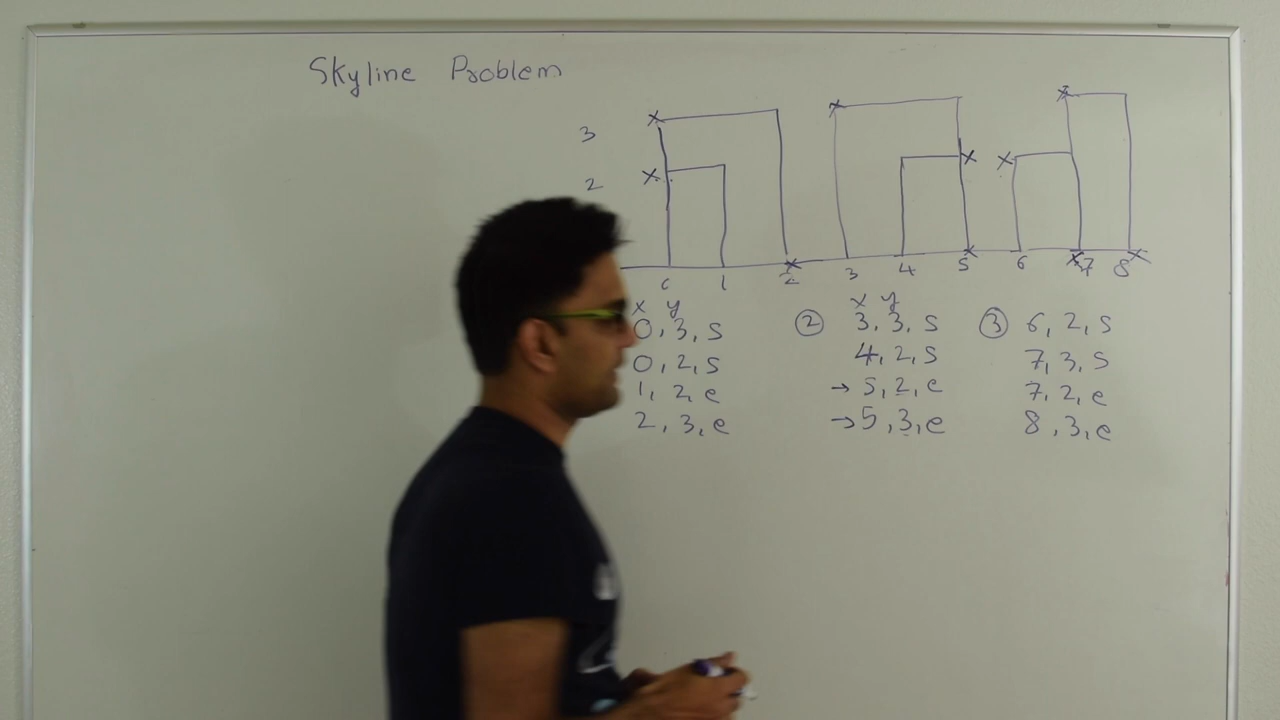 Skyline Problem
3
2
0 1 2 3 4 5 6 7 8
x y
0, 3, s
0, 2, s
1, 2, e
2, 3, e
② x y
3, 3, s
4, 2, s
→ 5, 2, e
→ 5, 3, e
③ 6, 2, s
7, 3, s
7, 2, e
8, 3, e